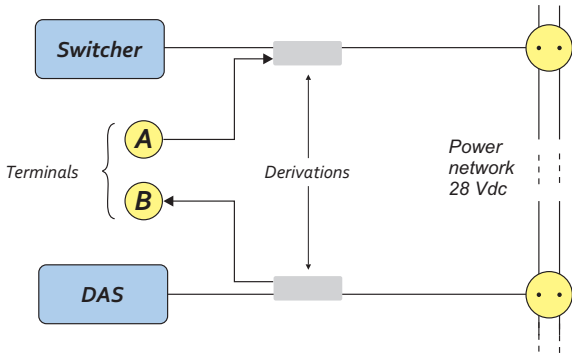 Switcher
A
Terminals
B
Derivations
Power
network
28 Vdc
DAS